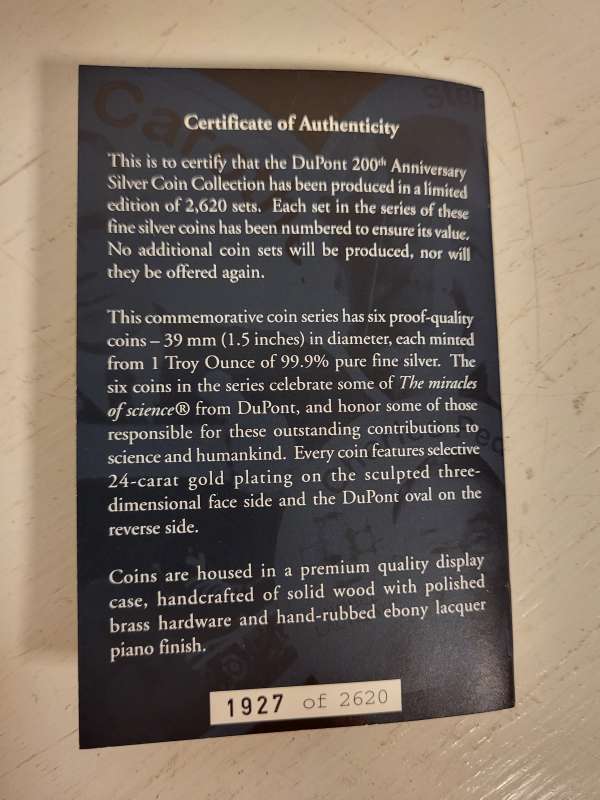 Certificate of Authenticity
This is to certify that the DuPont 200th Anniversary
Silver Coin Collection has been produced in a limited
edition of 2,620 sets. Each set in the series of these
fine silver coins has been numbered to ensure its value.
No additional coin sets will be produced, nor will
they be offered again.
This commemorative coin series has six proof-quality
coins – 39 mm (1.5 inches) in diameter, each minted
from 1 Troy Ounce of 99.9% pure fine silver. The
six coins in the series celebrate some of The miracles
of science® from DuPont, and honor some of those
responsible for these outstanding contributions to
science and humankind. Every coin features selective
24-carat gold plating on the sculpted three-
dimensional face side and the DuPont oval on the
reverse side.
Coins are housed in a premium quality display
case, handcrafted of solid wood with polished
brass hardware and hand-rubbed ebony lacquer
piano finish.
1927 of 2620